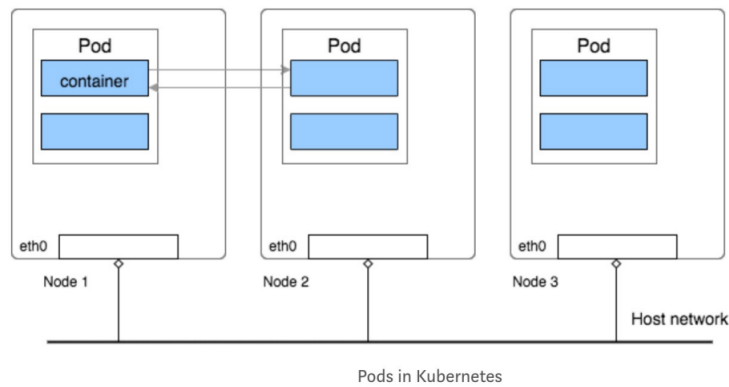 Pod
Pod
Pod
container
eth0
eth0
eth0
Node 1
Node 2
Node 3
Host network
Pods in Kubernetes